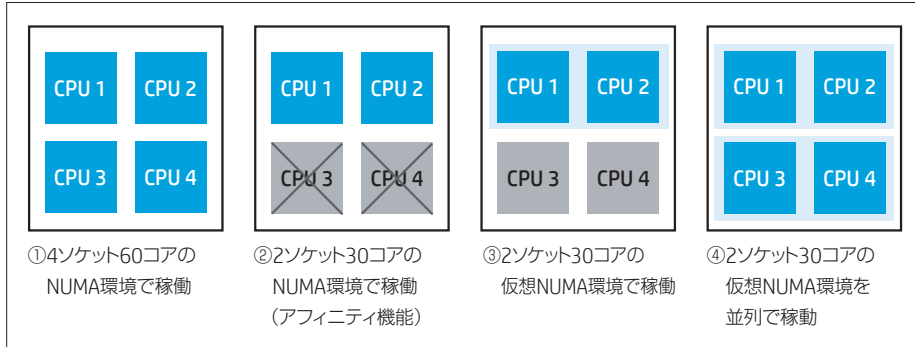 CPU 1 CPU 2
CPU 3 CPU 4
①4ソケット60コアの
NUMA環境で稼働
CPU 1 CPU 2
CPU 3 CPU 4
②2ソケット30コアの
NUMA環境で稼働
（アフィニティ機能）
CPU 1 CPU 2
CPU 3 CPU 4
③2ソケット30コアの
仮想NUMA環境で稼働
CPU 1 CPU 2
CPU 3 CPU 4
④2ソケット30コアの
仮想NUMA環境を
並列で稼働